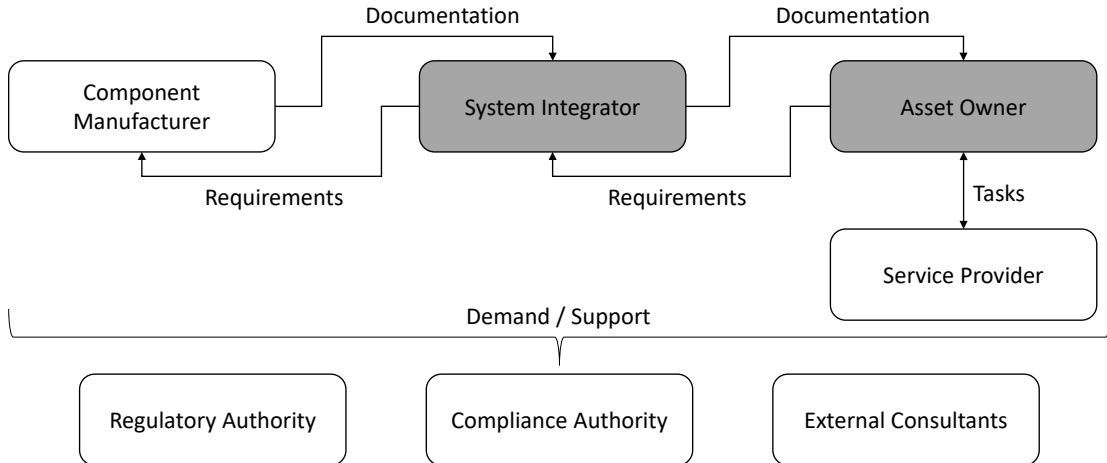 Documentation
Documentation
Component
Manufacturer
System Integrator
Asset Owner
Requirements
Requirements
Tasks
Service Provider
Demand / Support
Regulatory Authority
Compliance Authority
External Consultants